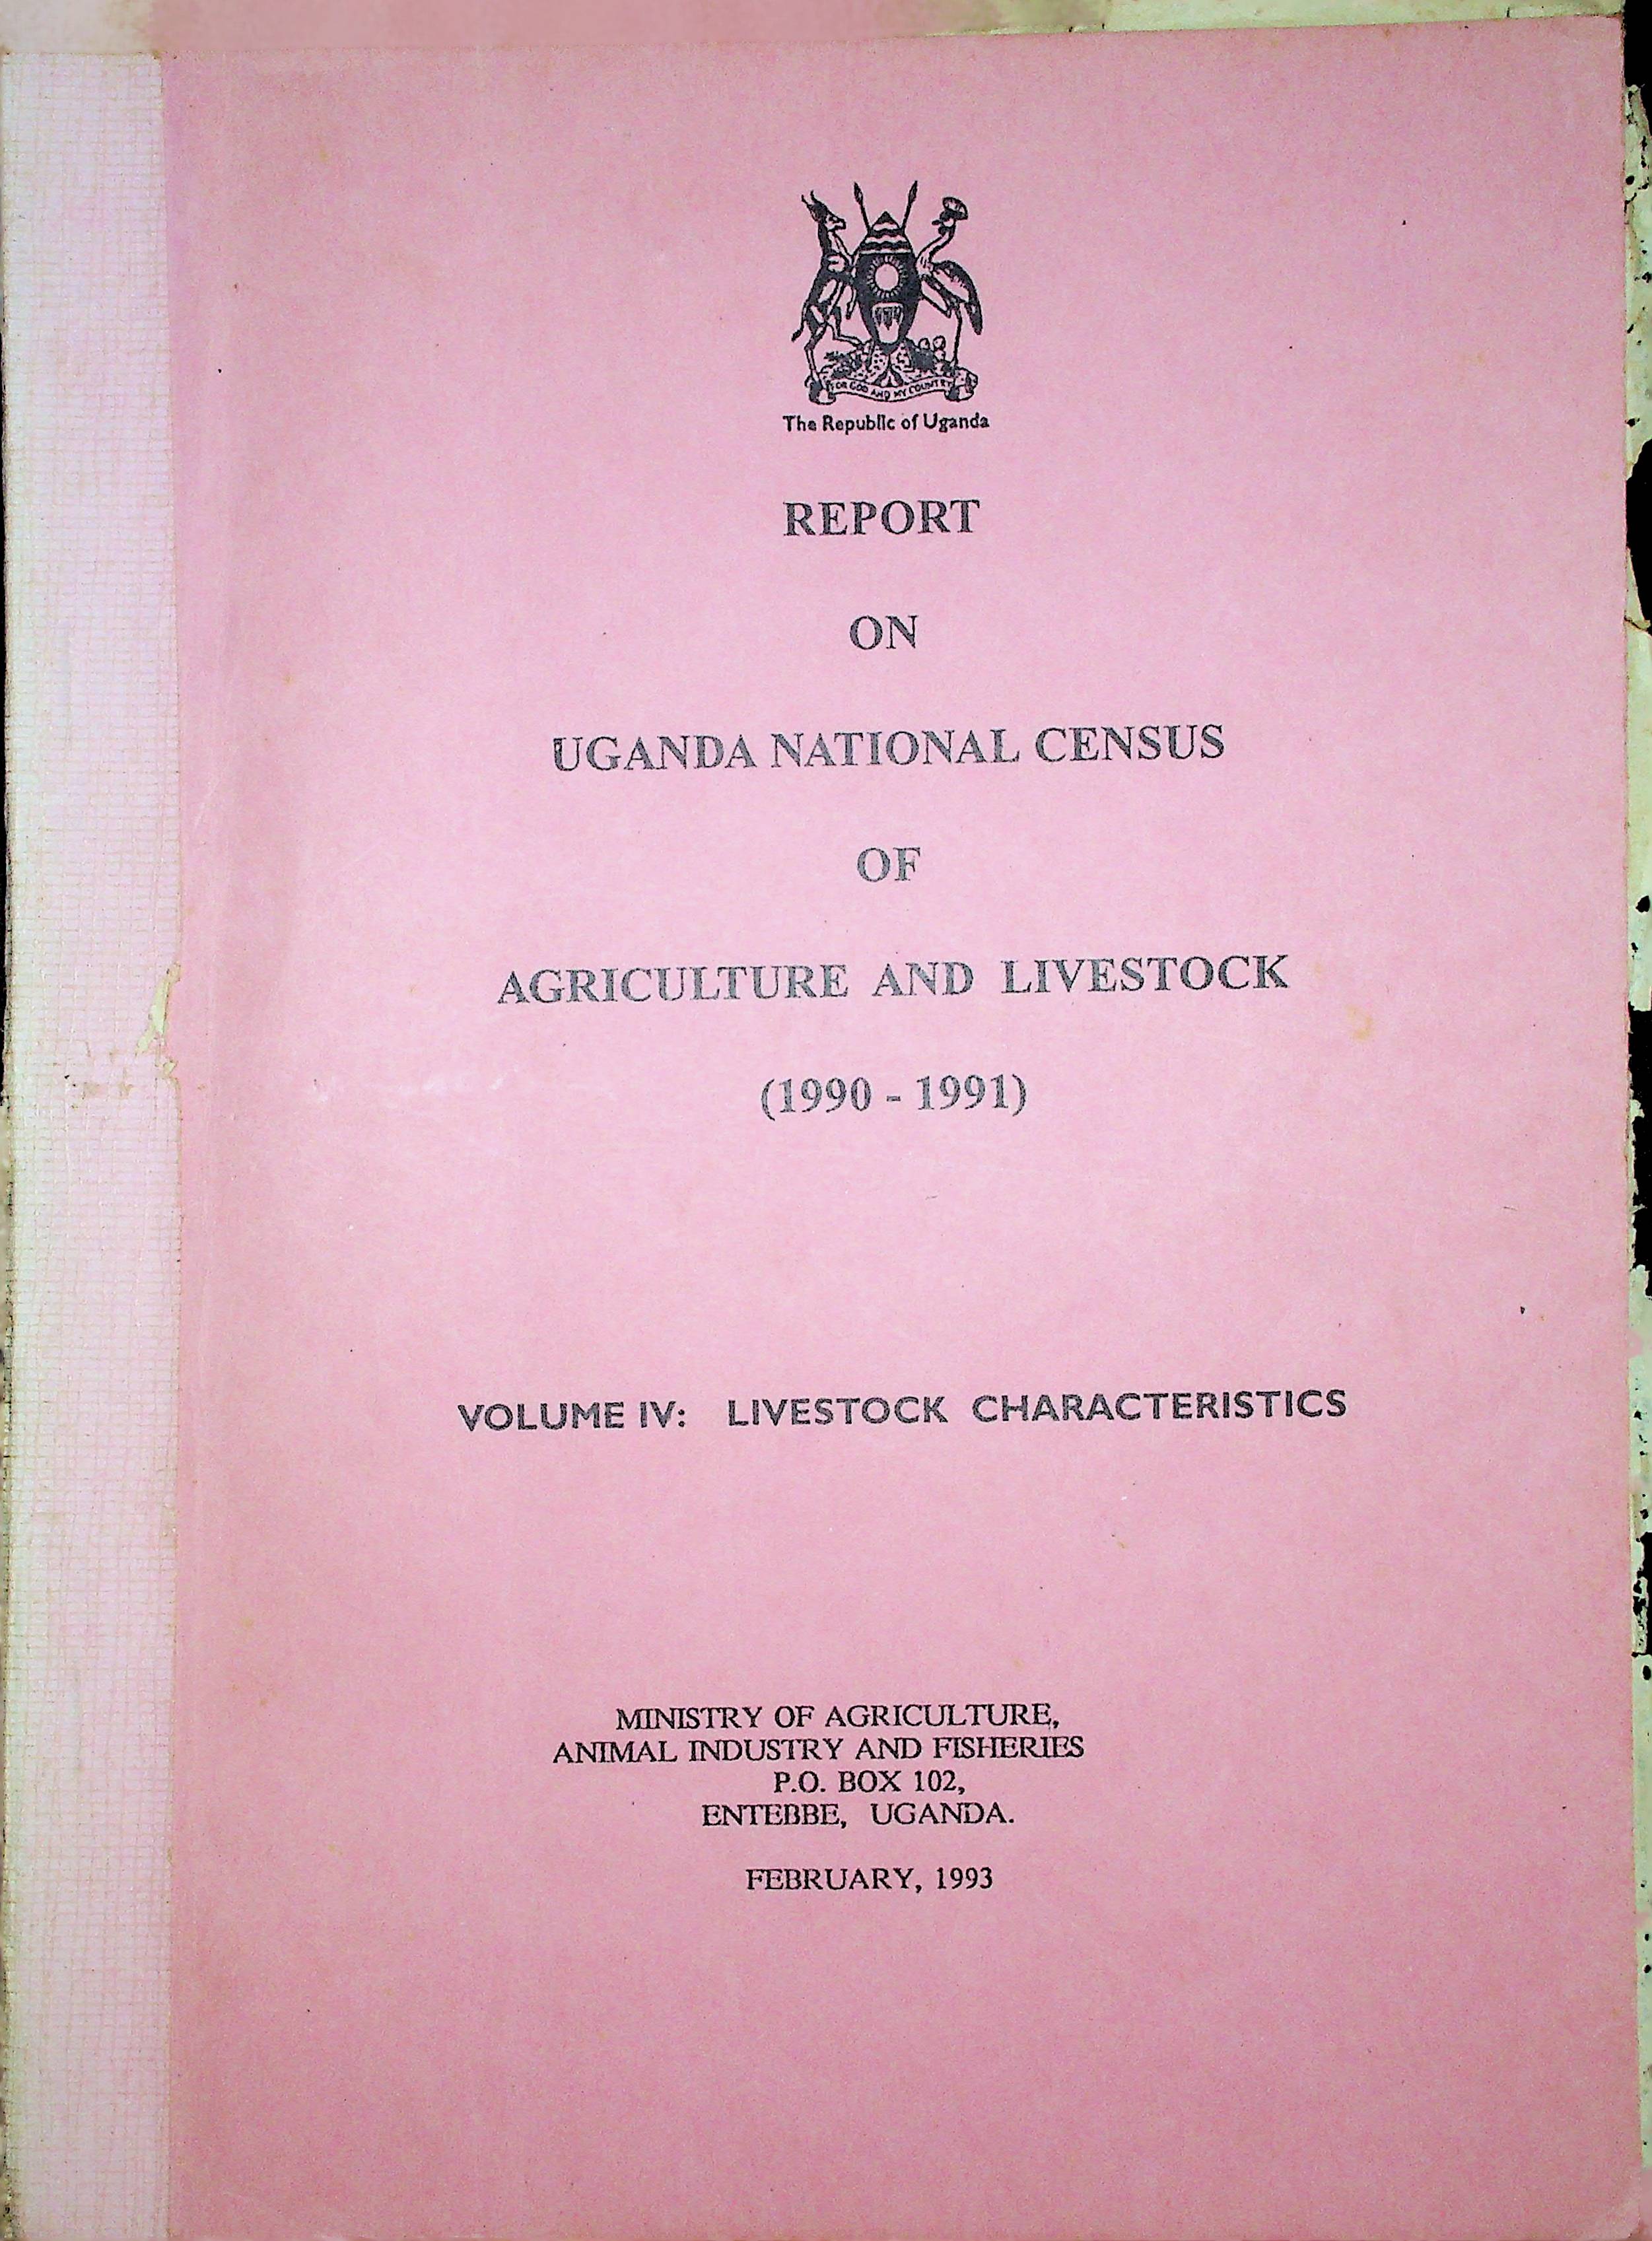 FOR GOD AND MY COUNTRY
The Republic of Uganda
REPORT
ON
UGANDA NATIONAL CENSUS
OF
AGRICULTURE AND LIVESTOCK
(1990 - 1991)
VOLUME IV: LIVESTOCK CHARACTERISTICS
MINISTRY OF AGRICULTURE,
ANIMAL INDUSTRY AND FISHERIES
P.O. BOX 102,
ENTEBBE, UGANDA.
FEBRUARY, 1993